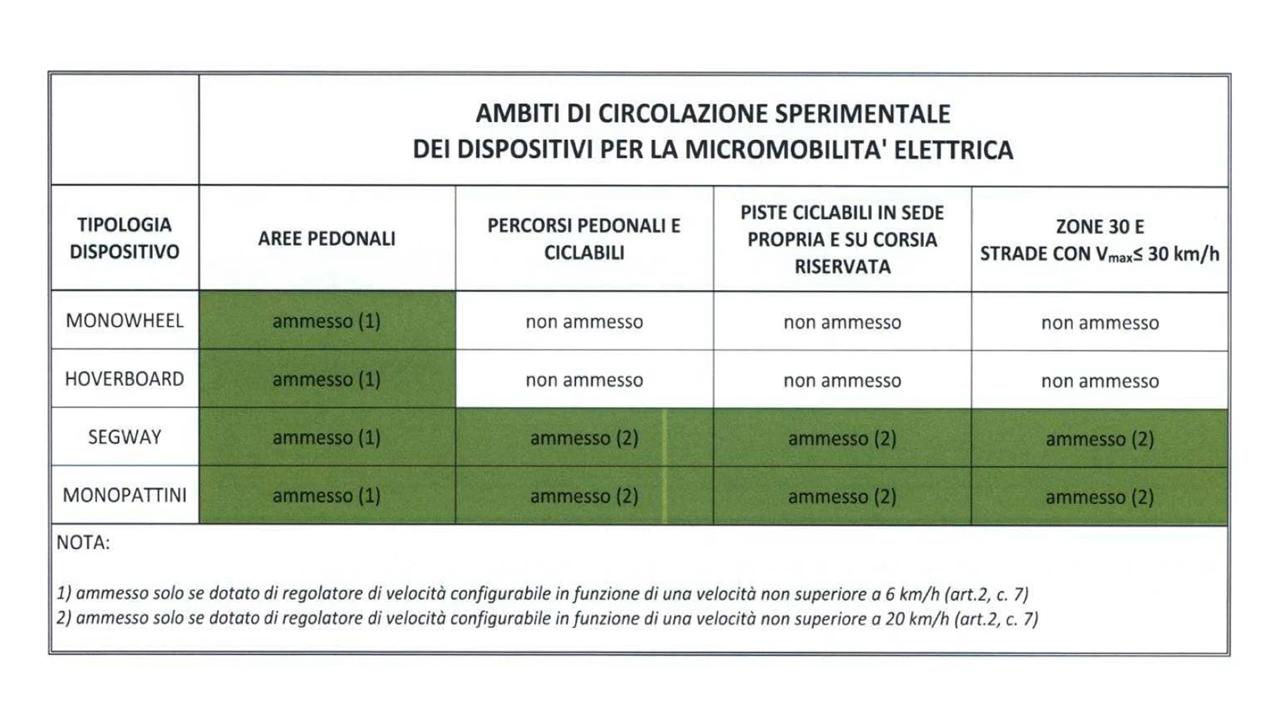 AMBITI DI CIRCOLAZIONE SPERIMENTALE
DEI DISPOSITIVI PER LA MICROMOBILITA' ELETTRICA
TIPOLOGIA
DISPOSITIVO
AREE PEDONALI
PERCORSI PEDONALI E
CICLABILI
PISTE CICLABILI IN SEDE
PROPRIA E SU CORSIA
RISERVATA
ZONE 30 E
STRADE CON Vmax≤ 30 km/h
MONOWHEEL ammesso (1) non ammesso non ammesso non ammesso
HOVERBOARD ammesso (1) non ammesso non ammesso non ammesso
SEGWAY ammesso (1) ammesso (2) ammesso (2) ammesso (2)
MONOPATTINI ammesso (1) ammesso (2) ammesso (2) ammesso (2)
NOTA:
1) ammesso solo se dotato di regolatore di velocità configurabile in funzione di una velocità non superiore a 6 km/h (art.2, c. 7)
2) ammesso solo se dotato di regolatore di velocità configurabile in funzione di una velocità non superiore a 20 km/h (art.2, c. 7)